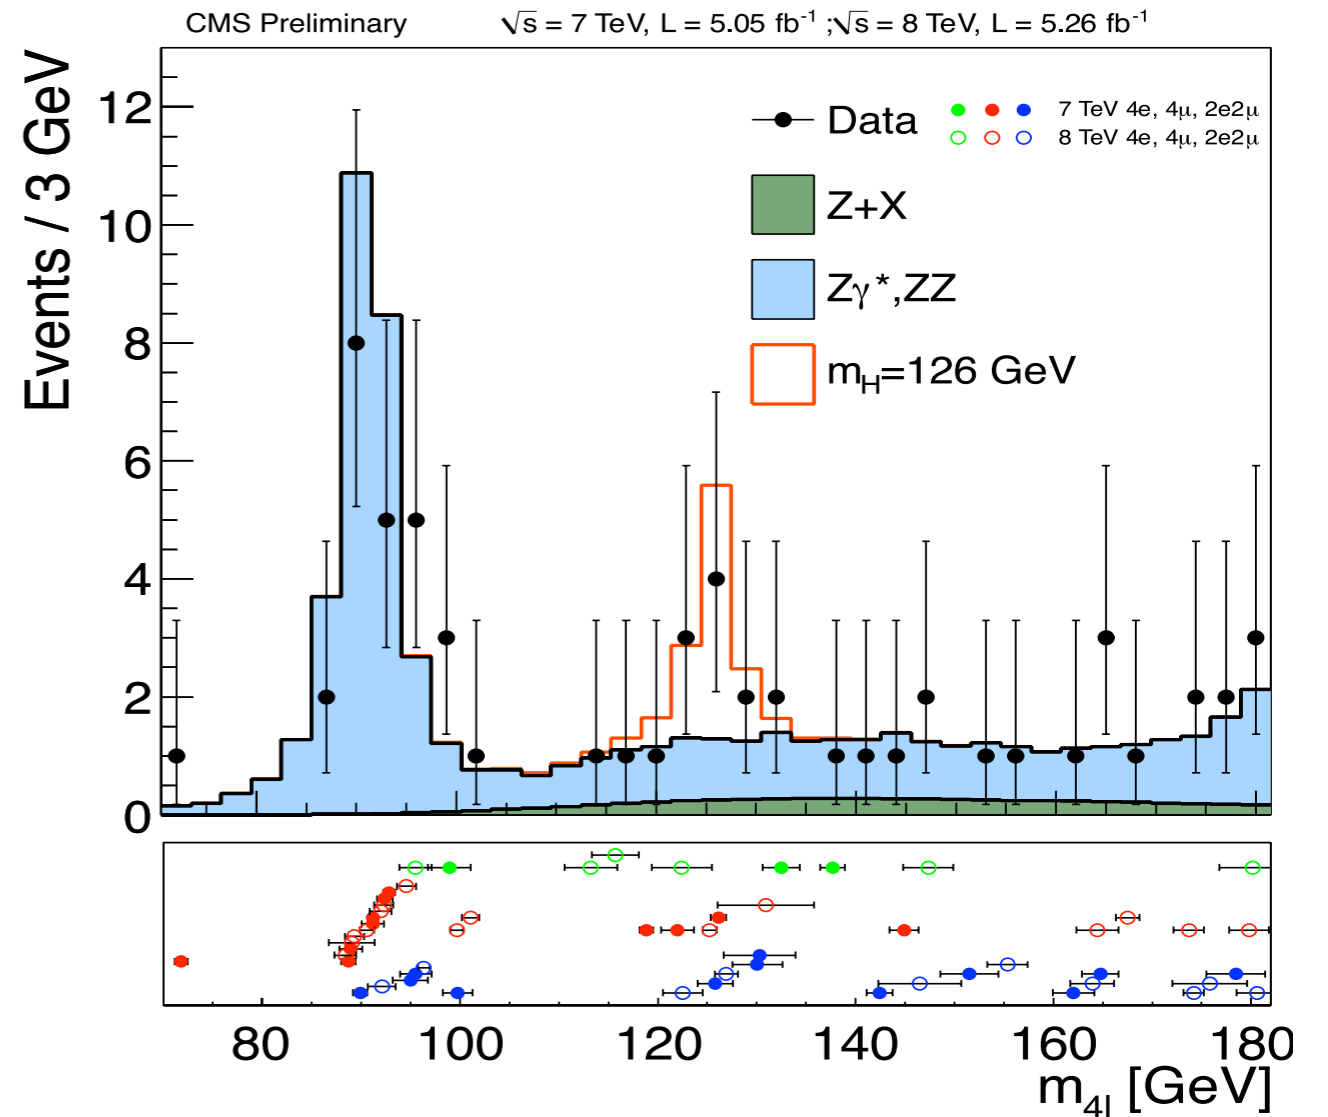 CMS Preliminary √s = 7 TeV, L = 5.05 fb⁻¹ ;√s = 8 TeV, L = 5.26 fb⁻¹
Events / 3 GeV
12
10
8
6
4
2
0
Data
7 TeV 4e, 4μ, 2e2μ
8 TeV 4e, 4μ, 2e2μ
Z+X
Zγ*,ZZ
m_H=126 GeV
80 100 120 140 160 180
m_4l [GeV]